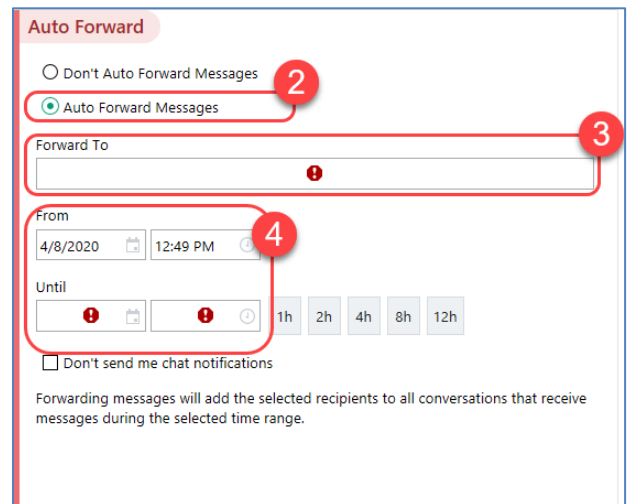 Auto Forward
Don't Auto Forward Messages
2
Auto Forward Messages
3
Forward To
From
4
4/8/2020 12:49 PM
Until
1h 2h 4h 8h 12h
Don't send me chat notifications
Forwarding messages will add the selected recipients to all conversations that receive
messages during the selected time range.